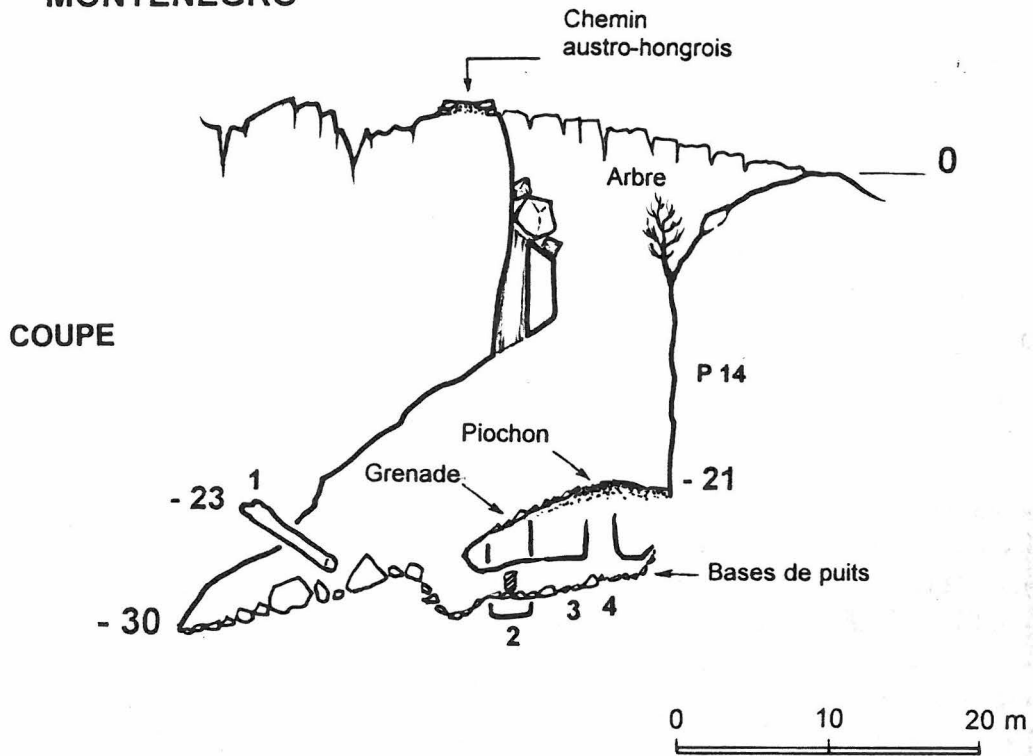 MONTENEGRO
Chemin
austro-hongrois
0
Arbre
COUPE
P 14
Piochon
Grenade
- 21
- 23
1
Bases de puits
- 30
3
4
2
0 10 20 m